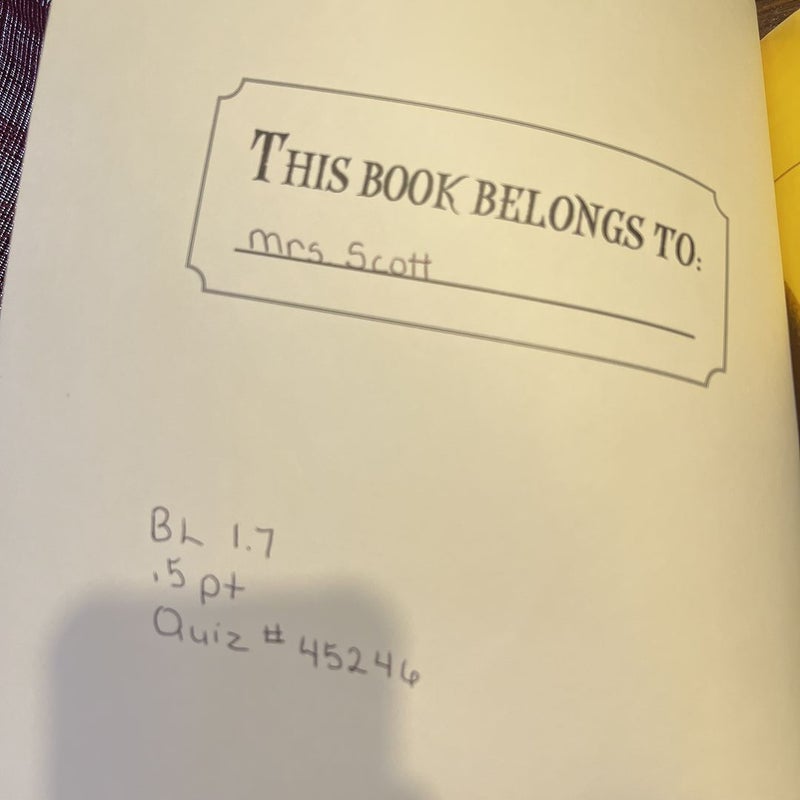 THIS BOOK BELONGS TO:
Mrs. Scott
BL 1.7
.5 pt
Quiz # 45246